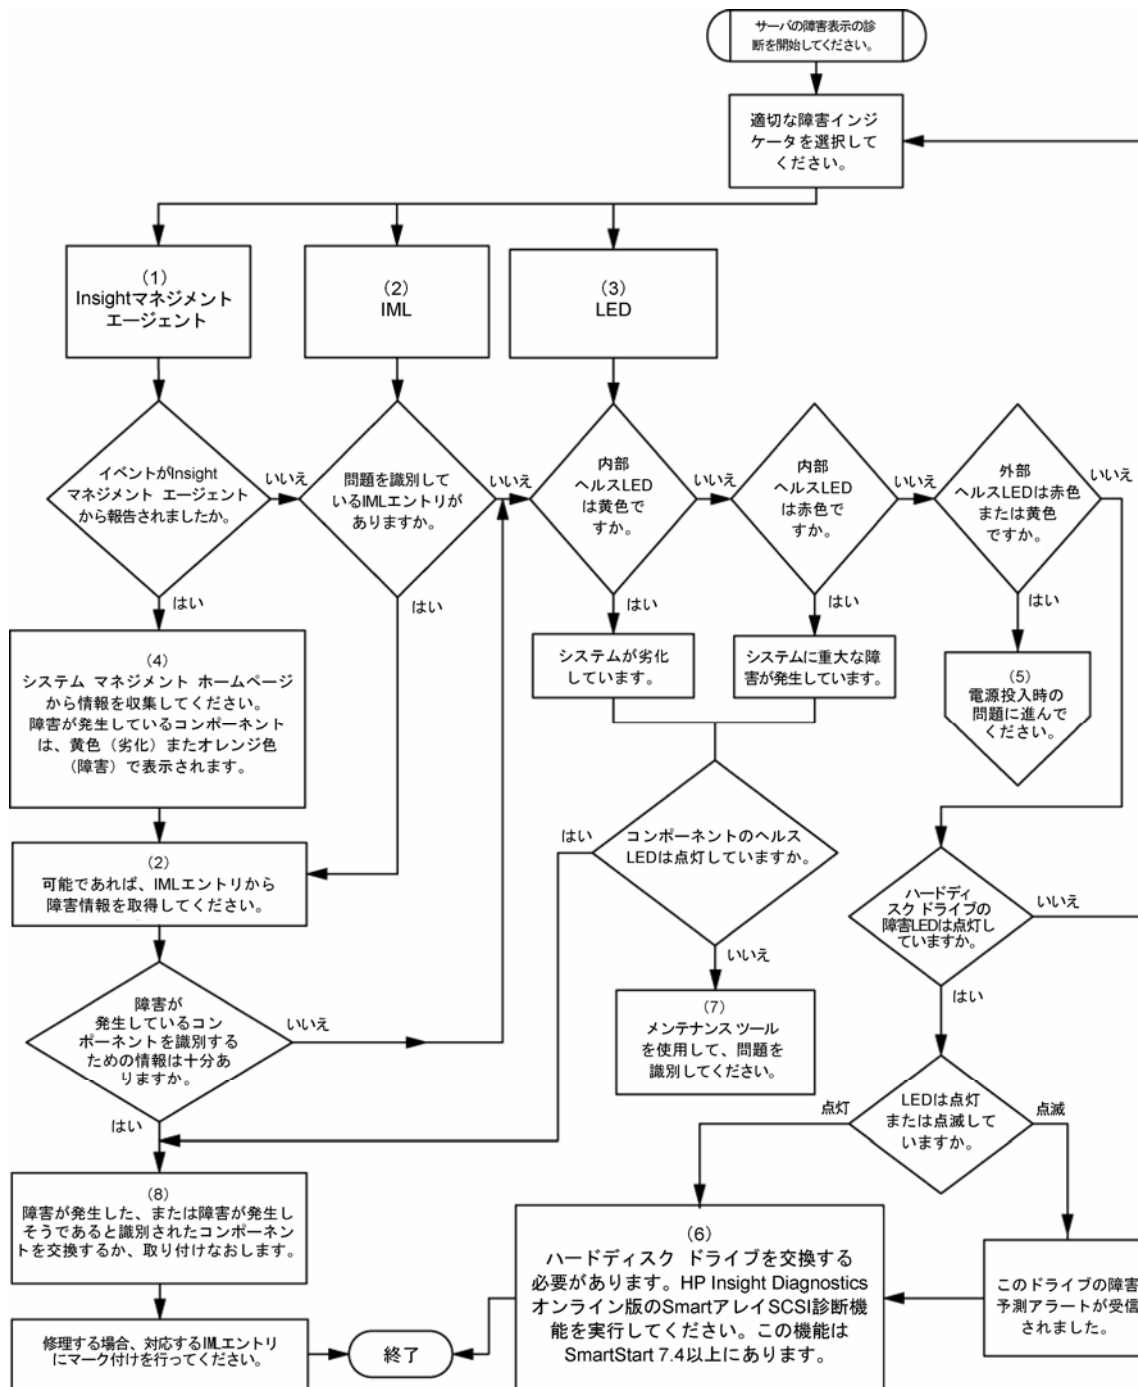 サーバの障害表示の診
断を開始してください。
適切な障害インジ
ケータを選択して
ください。
(1)
Insightマネジメント
エージェント
(2)
IML
(3)
LED
イベントがInsight
マネジメント エージェント
から報告されましたか。
いいえ
はい
問題を識別して
いるIMLエントリが
ありますか。
いいえ
はい
内部
ヘルスLED
は黄色で
すか。
いいえ
はい
内部
ヘルスLED
は赤色で
すか。
いいえ
はい
外部
ヘルスLEDは赤色
または黄色
ですか。
いいえ
はい
(4)
システム マネジメント ホームページ
から情報を収集してください。
障害が発生しているコンポーネント
は、黄色（劣化）またオレンジ色
（障害）で表示されます。
システムが劣化
しています。
システムに重大な障
害が発生しています。
(5)
電源投入時の
問題に進んで
ください。
(2)
可能であれば、IMLエントリから
障害情報を取得してください。
はい
コンポーネントのヘルス
LEDは点灯していますか。
いいえ
ハードディ
スク ドライブの
障害LEDは点灯し
ていますか。
いいえ
はい
障害が
発生しているコン
ポーネントを識別する
ための情報は十分あ
りますか。
いいえ
はい
(7)
メンテナンス ツール
を使用して、問題を
識別してください。
点灯
LEDは点灯
または点滅して
いますか。
点滅
(8)
障害が発生した、または障害が発生し
そうであると識別されたコンポーネン
トを交換するか、取り付けなおします。
(6)
ハードディスク ドライブを交換する
必要があります。HP Insight Diagnostics
オンライン版のSmartアレイSCSI診断機
能を実行してください。この機能は
SmartStart 7.4以上にあります。
このドライブの障害
予測アラートが受信
されました。
修理する場合、対応するIMLエントリ
にマーク付けを行ってください。
終了